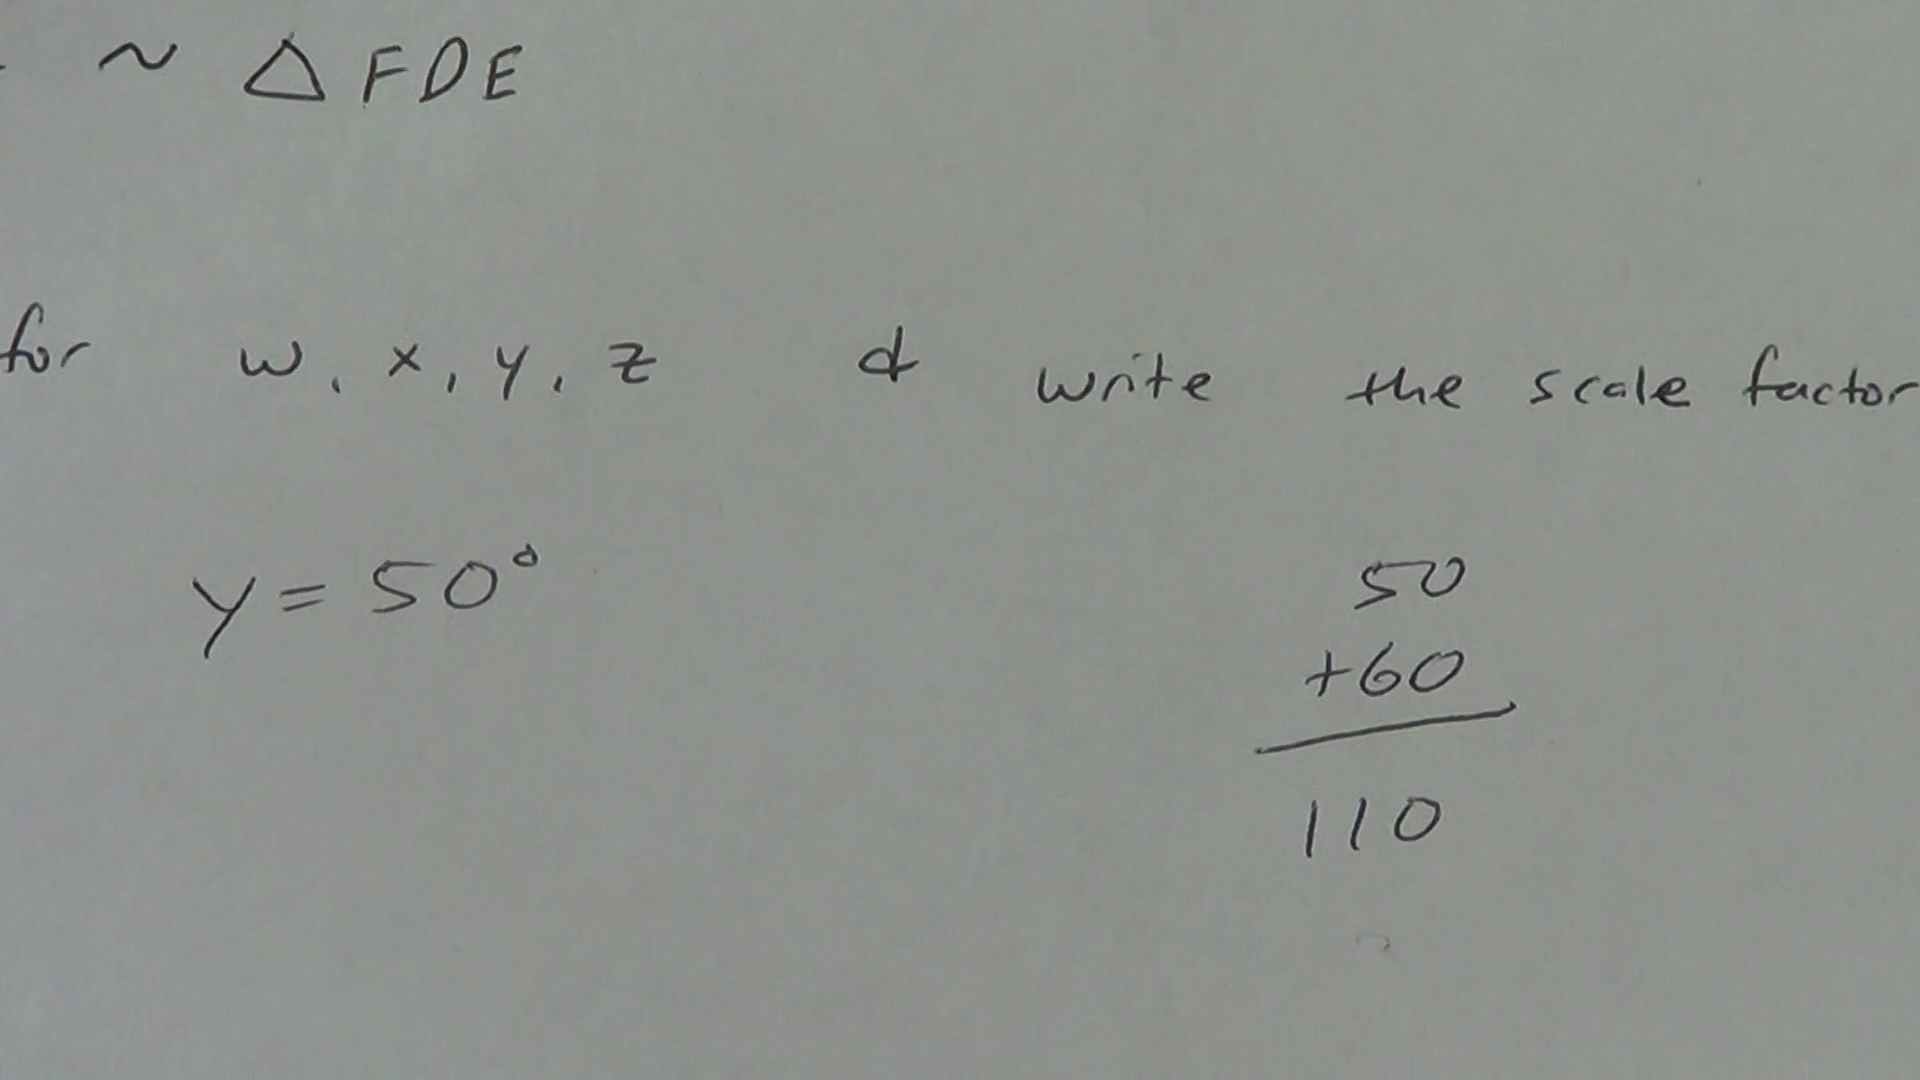 ~ △FDE
for w, x, y, z & write the scale factor
y = 50°
50
+60
110